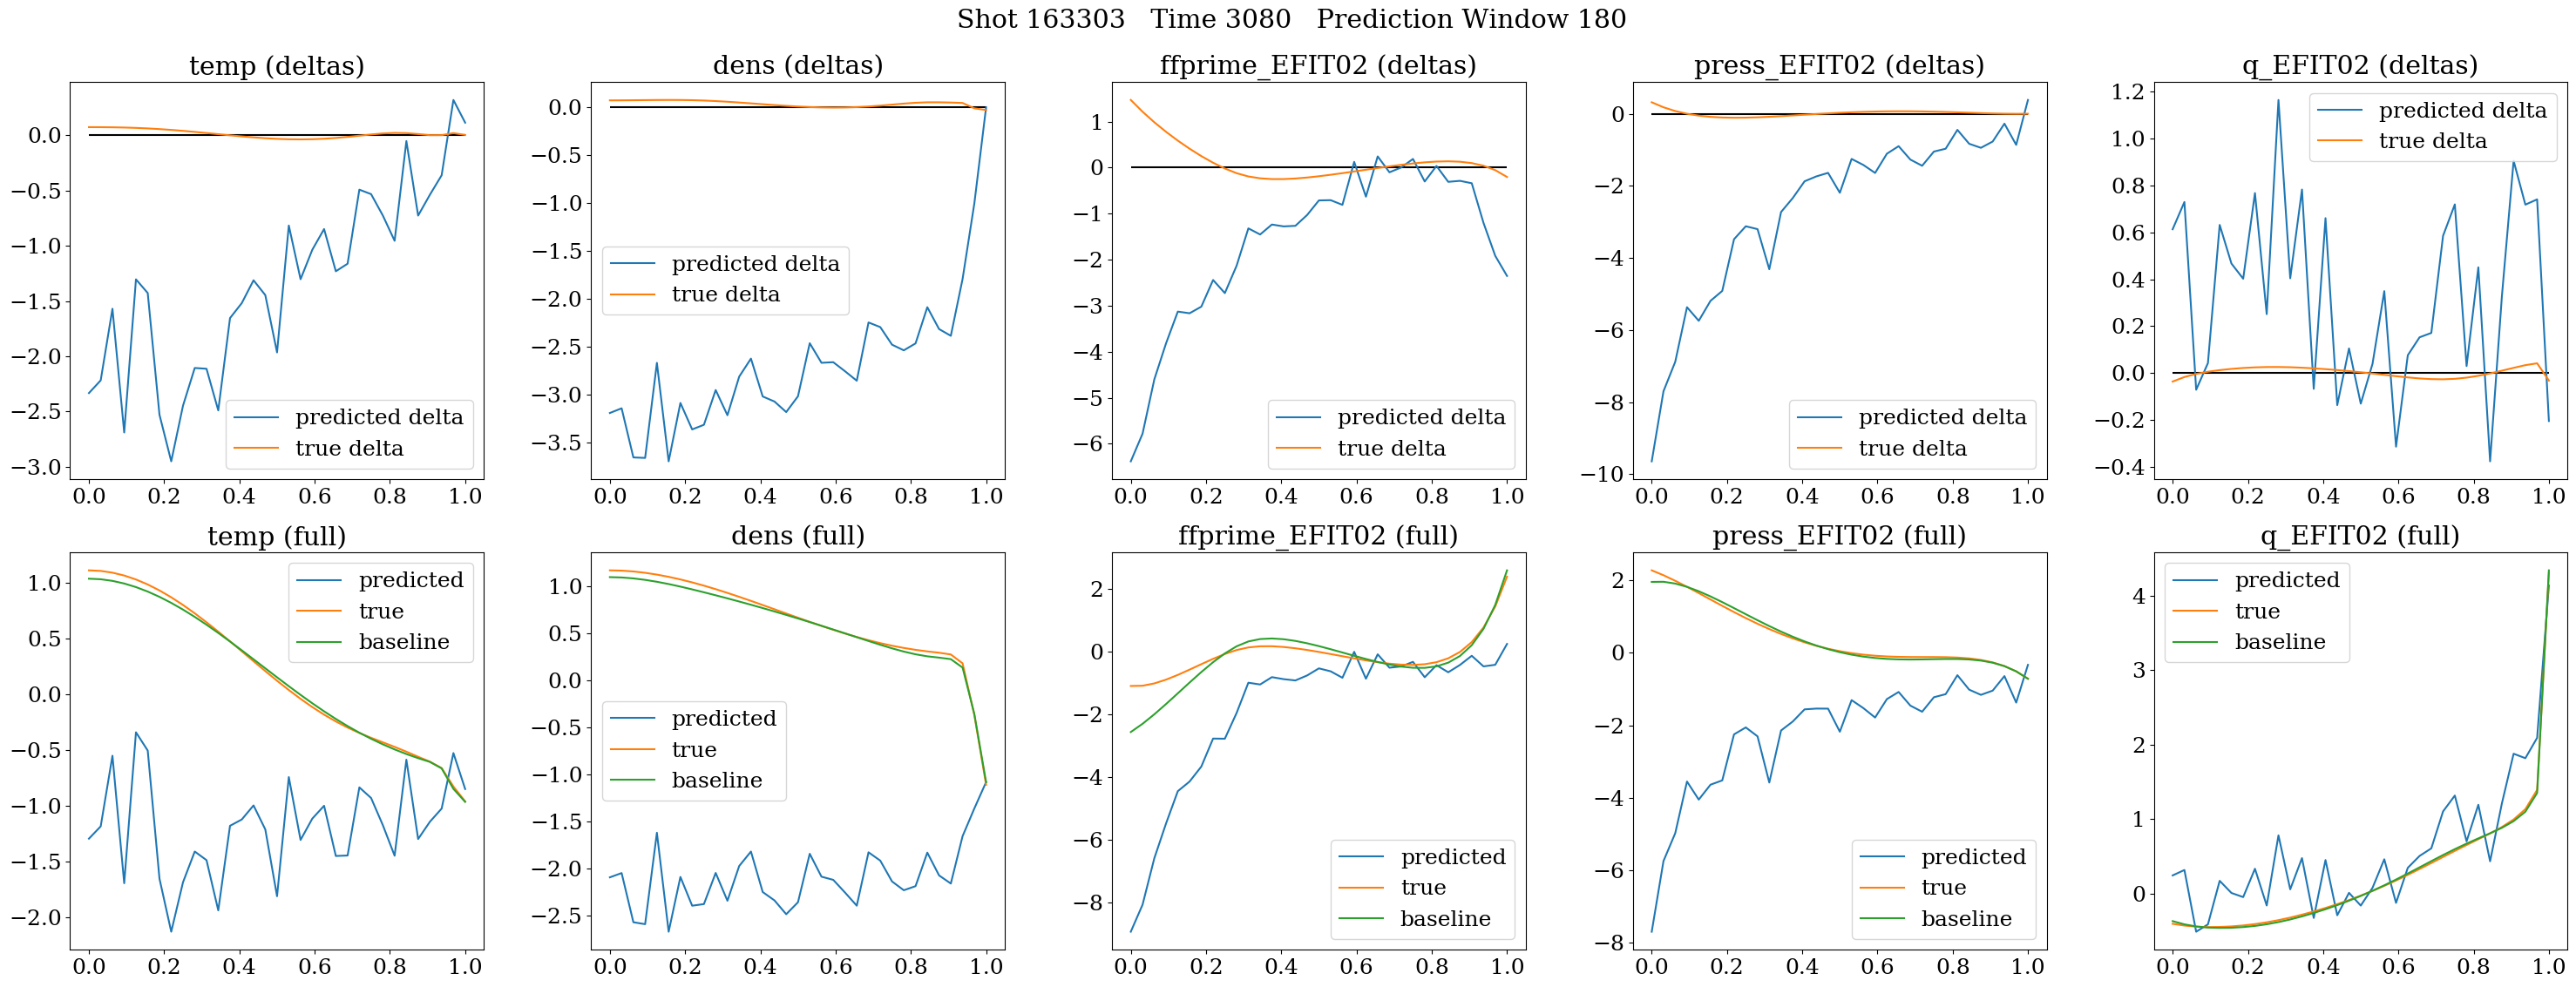 Shot 163303   Time 3080   Prediction Window 180
temp (deltas)
0.0
−0.5
−1.0
−1.5
−2.0
−2.5
−3.0
predicted delta
true delta
0.0 0.2 0.4 0.6 0.8 1.0
dens (deltas)
0.0
−0.5
−1.0
−1.5
−2.0
−2.5
−3.0
−3.5
predicted delta
true delta
0.0 0.2 0.4 0.6 0.8 1.0
ffprime_EFIT02 (deltas)
1
0
−1
−2
−3
−4
−5
−6
predicted delta
true delta
0.0 0.2 0.4 0.6 0.8 1.0
press_EFIT02 (deltas)
0
−2
−4
−6
−8
−10
predicted delta
true delta
0.0 0.2 0.4 0.6 0.8 1.0
q_EFIT02 (deltas)
1.2
1.0
0.8
0.6
0.4
0.2
0.0
−0.2
−0.4
predicted delta
true delta
0.0 0.2 0.4 0.6 0.8 1.0
temp (full)
1.0
0.5
0.0
−0.5
−1.0
−1.5
−2.0
predicted
true
baseline
0.0 0.2 0.4 0.6 0.8 1.0
dens (full)
1.0
0.5
0.0
−0.5
−1.0
−1.5
−2.0
−2.5
predicted
true
baseline
0.0 0.2 0.4 0.6 0.8 1.0
ffprime_EFIT02 (full)
2
0
−2
−4
−6
−8
predicted
true
baseline
0.0 0.2 0.4 0.6 0.8 1.0
press_EFIT02 (full)
2
0
−2
−4
−6
−8
predicted
true
baseline
0.0 0.2 0.4 0.6 0.8 1.0
q_EFIT02 (full)
4
3
2
1
0
predicted
true
baseline
0.0 0.2 0.4 0.6 0.8 1.0